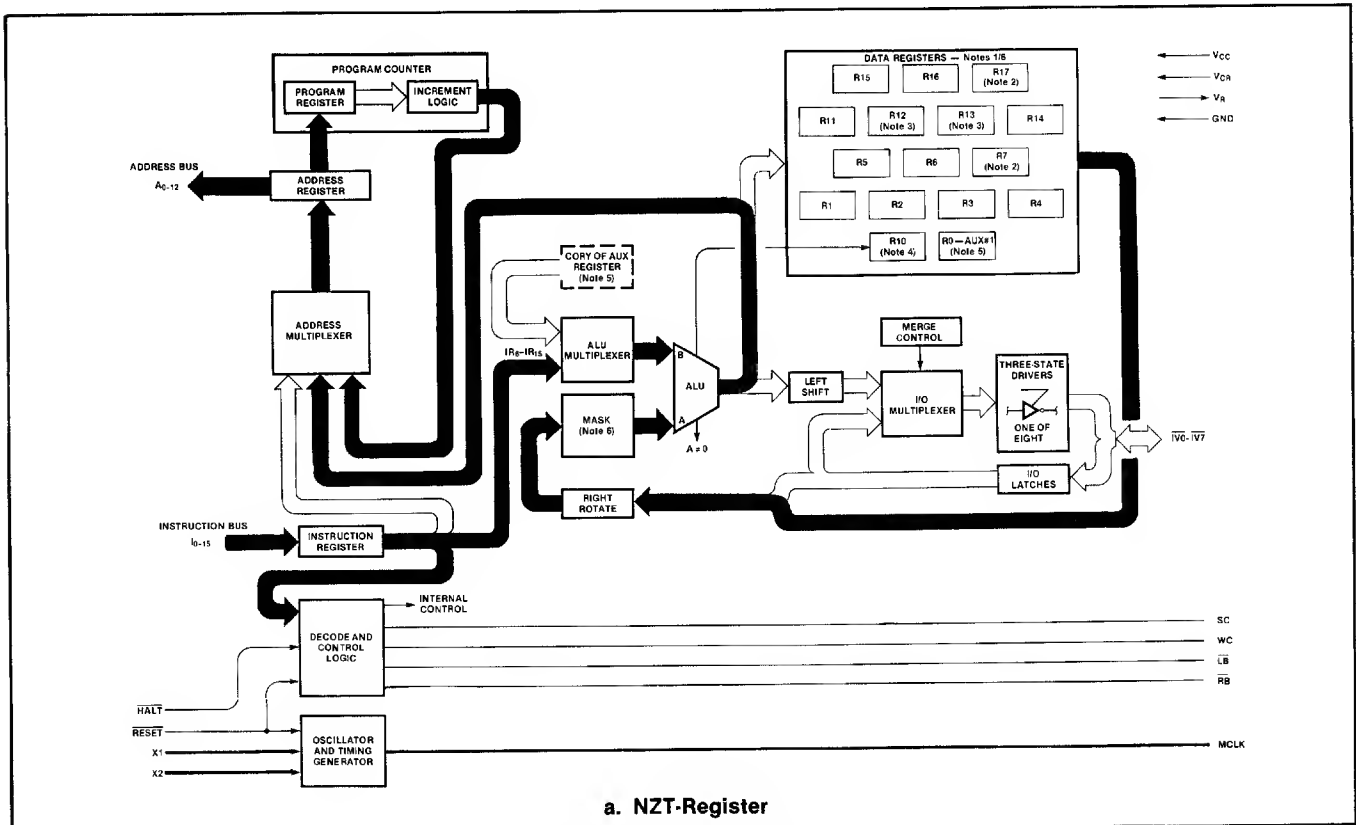 PROGRAM COUNTER
PROGRAM
REGISTER
INCREMENT
LOGIC
ADDRESS BUS
A0-12
ADDRESS
REGISTER
ADDRESS
MULTIPLEXER
INSTRUCTION BUS
I0-15
INSTRUCTION
REGISTER
CORY OF AUX
REGISTER
(Note 5)
IR8–IR15
ALU
MULTIPLEXER
MASK
(Note 6)
RIGHT
ROTATE
B
ALU
A
A ≠ 0
DATA REGISTERS — Notes 1/6
R15
R16
R17
(Note 2)
R11
R12
(Note 3)
R13
(Note 3)
R14
R5
R6
R7
(Note 2)
R1
R2
R3
R4
R10
(Note 4)
R0—AUX#1
(Note 5)
VCC
VCR
VR
GND
MERGE
CONTROL
LEFT
SHIFT
I/O
MULTIPLEXER
THREE-STATE
DRIVERS
ONE OF
EIGHT
I/O
LATCHES
IV0-IV7
DECODE AND
CONTROL
LOGIC
INTERNAL
CONTROL
SC
WC
LB
RB
HALT
RESET
X1
X2
OSCILLATOR
AND TIMING
GENERATOR
MCLK
a. NZT-Register